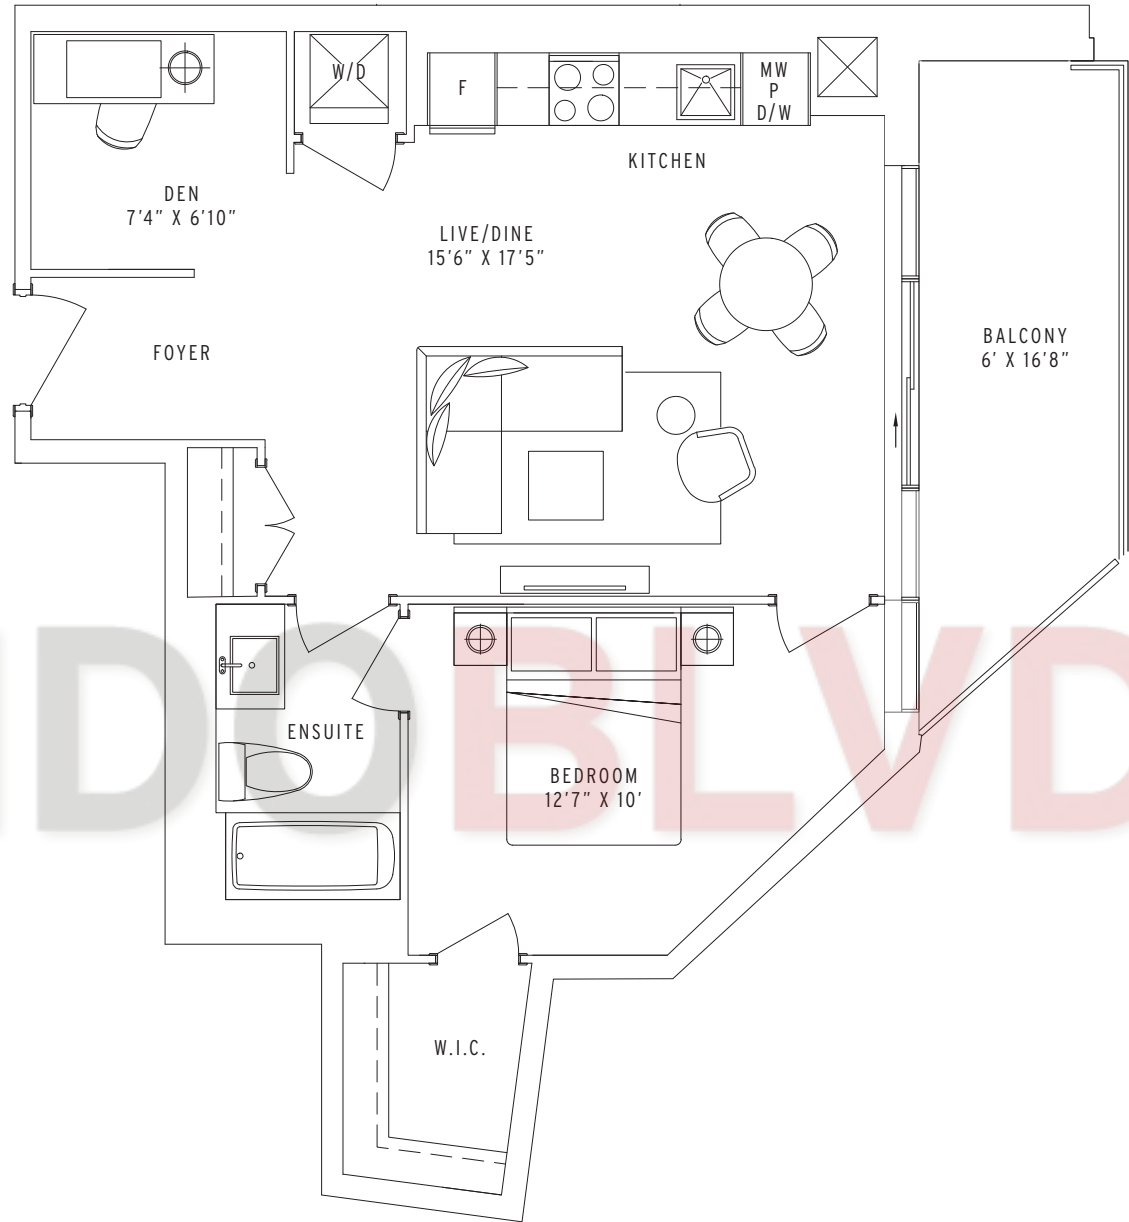 W/D
F
MW
P
D/W
KITCHEN
DEN
7'4" X 6'10"
LIVE/DINE
15'6" X 17'5"
FOYER
BALCONY
6' X 16'8"
NDOBLVD
ENSUITE
BEDROOM
12'7" X 10'
W.I.C.